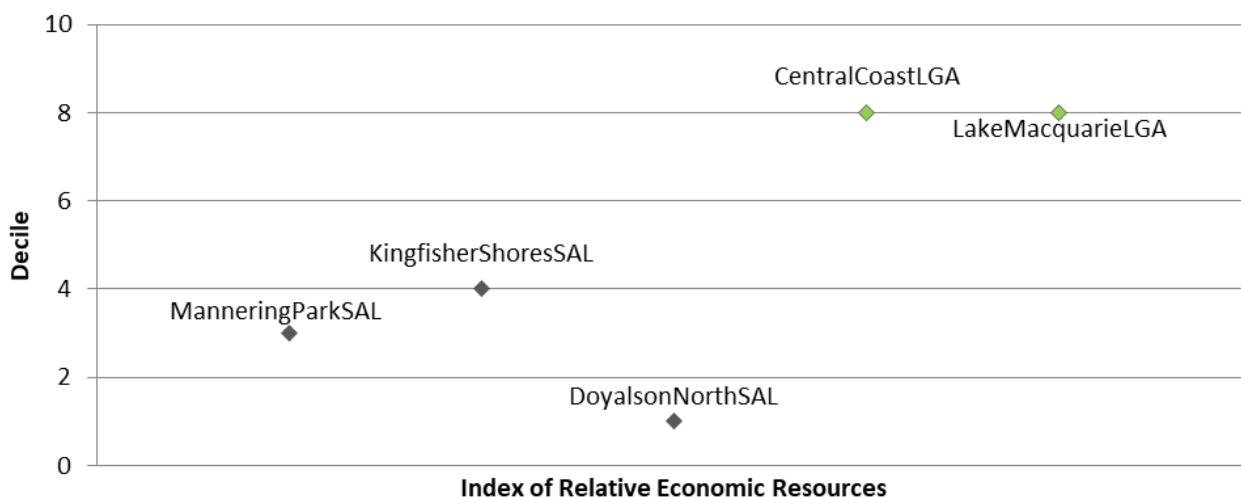 10
CentralCoastLGA
8
LakeMacquarieLGA
6
KingfisherShoresSAL
Decile
4
ManneringParkSAL
2
DoyalsonNorthSAL
0
Index of Relative Economic Resources